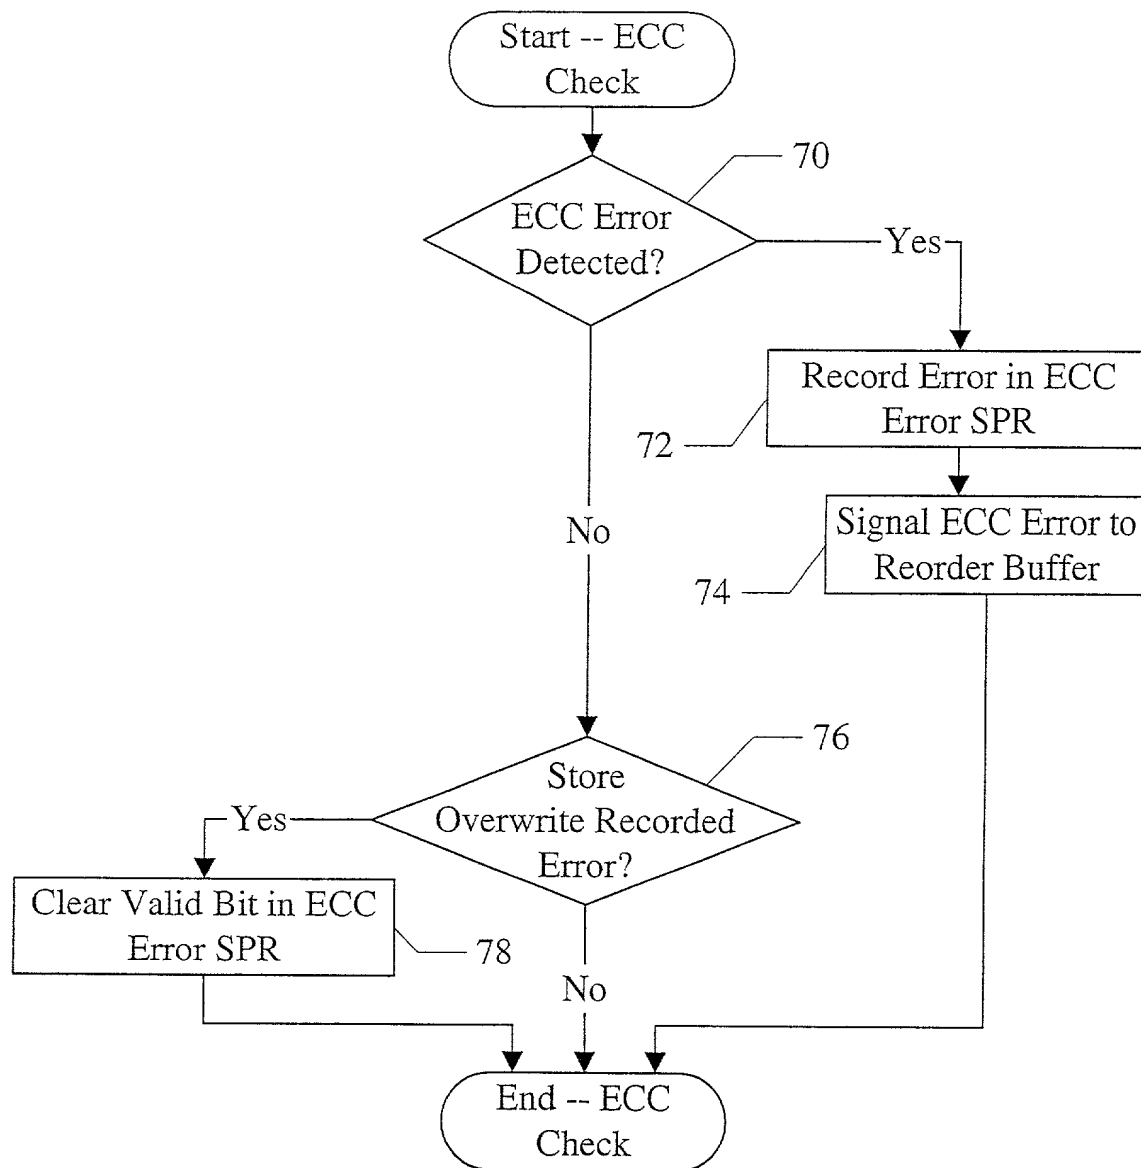 Start -- ECC
Check
70
ECC Error
Detected?
Yes
Record Error in ECC
Error SPR
72
Signal ECC Error to
Reorder Buffer
74
No
76
Store
Overwrite Recorded
Error?
Yes
Clear Valid Bit in ECC
Error SPR
78
No
End -- ECC
Check